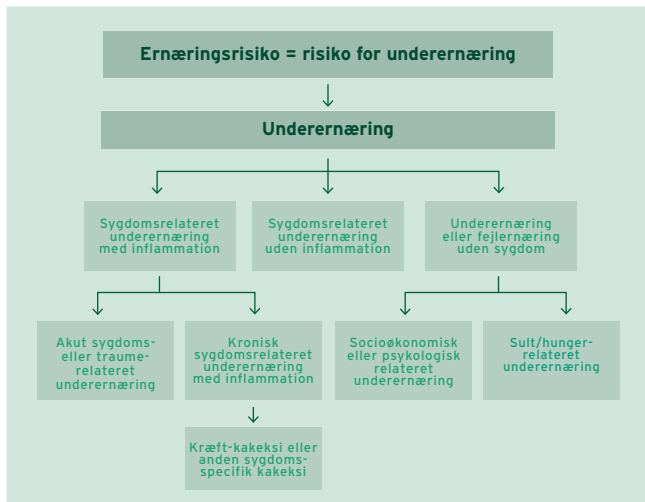 Ernæringsrisiko = risiko for underernæring
Underernæring
Sygdomsrelateret
underernæring
med inflammation
Sygdomsrelateret
underernæring
uden inflammation
Underernæring
eller fejlernæring
uden sygdom
Akut sygdoms-
eller traume-
relateret
underernæring
Kronisk
sygdomsrelateret
underernæring
med inflammation
Socioøkonomisk
eller psykologisk
relateret
underernæring
Sult/hunger-
relateret
underernæring
Kræft-kakeksi eller
anden sygdoms-
specifik kakeksi